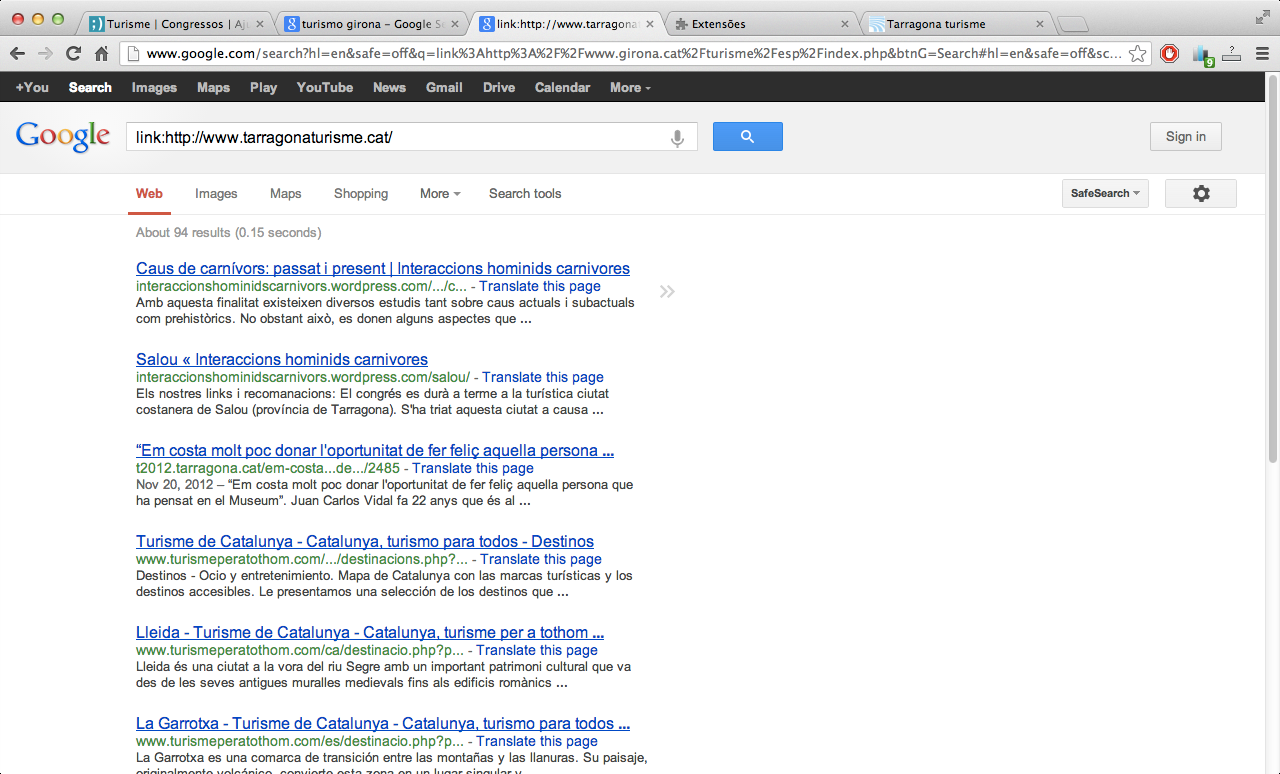 Turisme | Congressos | Aj
turismo girona – Google S
link:http://www.tarragona
Extensões
Tarragona turisme
www.google.com/search?hl=en&safe=off&q=link%3Ahttp%3A%2F%2Fwww.girona.cat%2Fturisme%2Fesp%2Findex.php&btnG=Search#hl=en&safe=off&sc...
9
+You Search Images Maps Play YouTube News Gmail Drive Calendar More
Google link:http://www.tarragonaturisme.cat/ Sign in
Web Images Maps Shopping More Search tools SafeSearch
About 94 results (0.15 seconds)
Caus de carnívors: passat i present | Interaccions hominids carnivores
interaccionshominidscarnivors.wordpress.com/.../c... - Translate this page
Amb aquesta finalitat existeixen diversos estudis tant sobre caus actuals i subactuals
com prehistòrics. No obstant això, es donen alguns aspectes que ...
Salou « Interaccions hominids carnivores
interaccionshominidscarnivors.wordpress.com/salou/ - Translate this page
Els nostres links i recomanacions: El congrés es durà a terme a la turística ciutat
costanera de Salou (província de Tarragona). S'ha triat aquesta ciutat a causa ...
“Em costa molt poc donar l'oportunitat de fer feliç aquella persona ...
t2012.tarragona.cat/em-costa...de.../2485 - Translate this page
Nov 20, 2012 – “Em costa molt poc donar l'oportunitat de fer feliç aquella persona que
ha pensat en el Museum”. Juan Carlos Vidal fa 22 anys que és al ...
Turisme de Catalunya - Catalunya, turismo para todos - Destinos
www.turismeperatothom.com/.../destinacions.php?... - Translate this page
Destinos - Ocio y entretenimiento. Mapa de Catalunya con las marcas turísticas y los
destinos accesibles. Le presentamos una selección de los destinos que ...
Lleida - Turisme de Catalunya - Catalunya, turisme per a tothom ...
www.turismeperatothom.com/ca/destinacio.php?p... - Translate this page
Lleida és una ciutat a la vora del riu Segre amb un important patrimoni cultural que va
des de les seves antigues muralles medievals fins als edificis romànics ...
La Garrotxa - Turisme de Catalunya - Catalunya, turismo para todos ...
www.turismeperatothom.com/es/destinacio.php?p... - Translate this page
La Garrotxa es una comarca de transición entre las montañas y las llanuras. Su paisaje,
originalmente volcánico, convierte esta zona en un lugar singular y